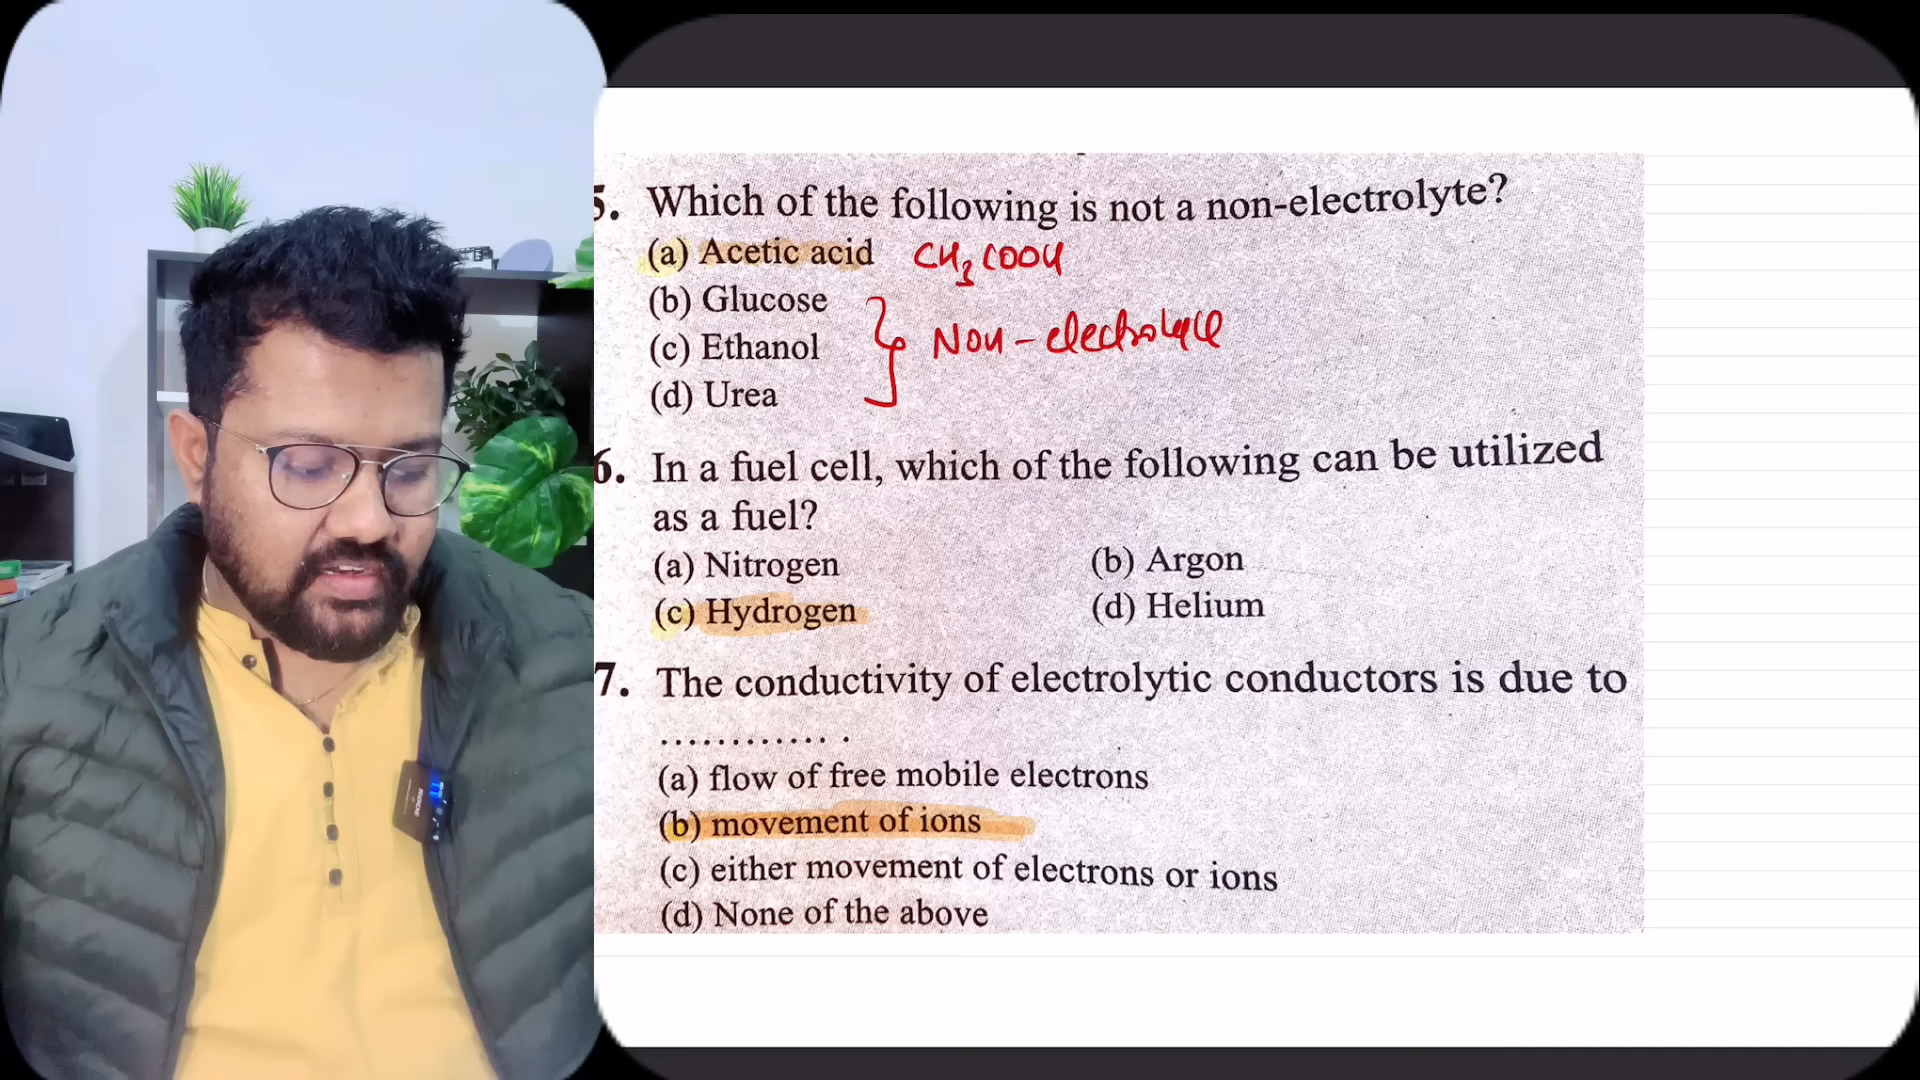 5. Which of the following is not a non-electrolyte?
(a) Acetic acid CH3COOH
(b) Glucose
(c) Ethanol
Non-electrolyte
(d) Urea
6. In a fuel cell, which of the following can be utilized
as a fuel?
(a) Nitrogen (b) Argon
(c) Hydrogen (d) Helium
7. The conductivity of electrolytic conductors is due to
.............
(a) flow of free mobile electrons
(b) movement of ions
(c) either movement of electrons or ions
(d) None of the above